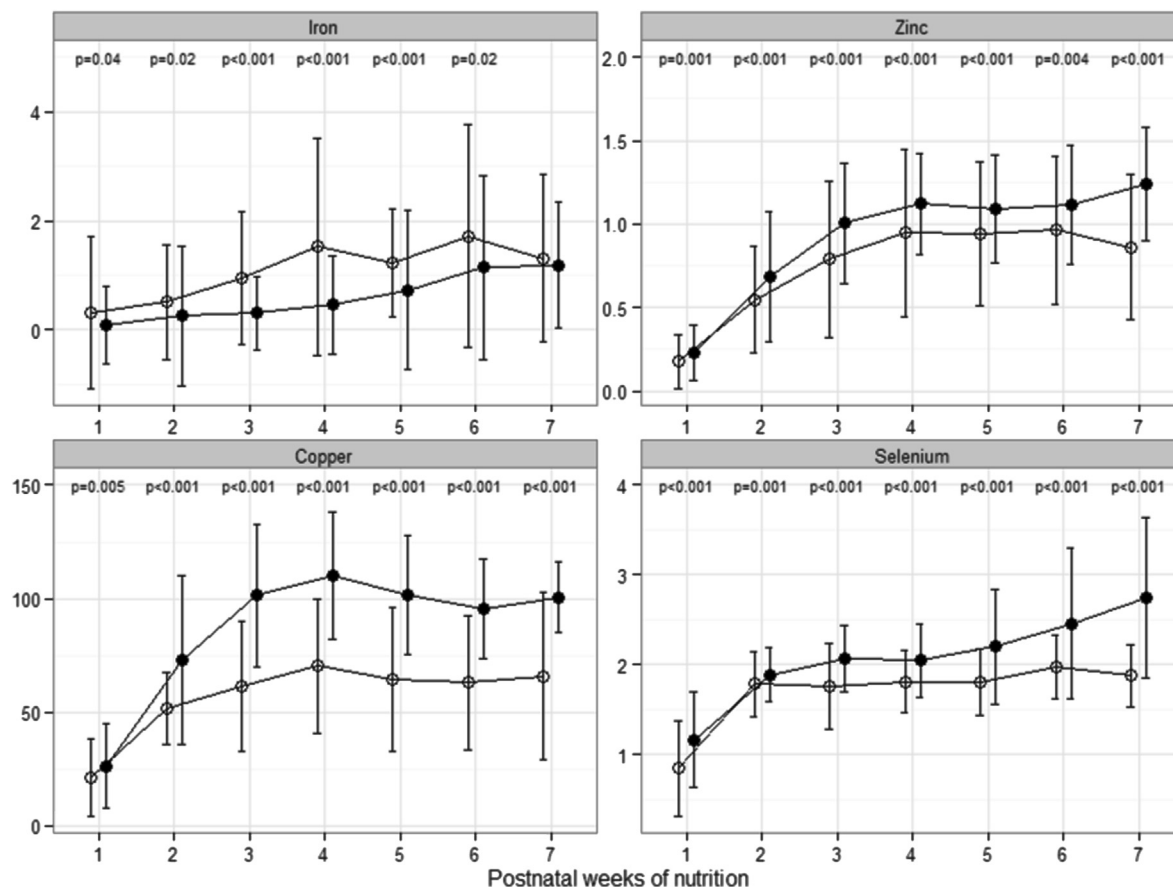 Iron
p=0.04 p=0.02 p<0.001 p<0.001 p<0.001 p=0.02
4
2
0
1 2 3 4 5 6 7
Zinc
p=0.001 p<0.001 p<0.001 p<0.001 p<0.001 p=0.004 p<0.001
2.0
1.5
1.0
0.5
0.0
1 2 3 4 5 6 7
Copper
p=0.005 p<0.001 p<0.001 p<0.001 p<0.001 p<0.001 p<0.001
150
100
50
0
1 2 3 4 5 6 7
Selenium
p<0.001 p=0.001 p<0.001 p<0.001 p<0.001 p<0.001 p<0.001
4
3
2
1
1 2 3 4 5 6 7
Postnatal weeks of nutrition